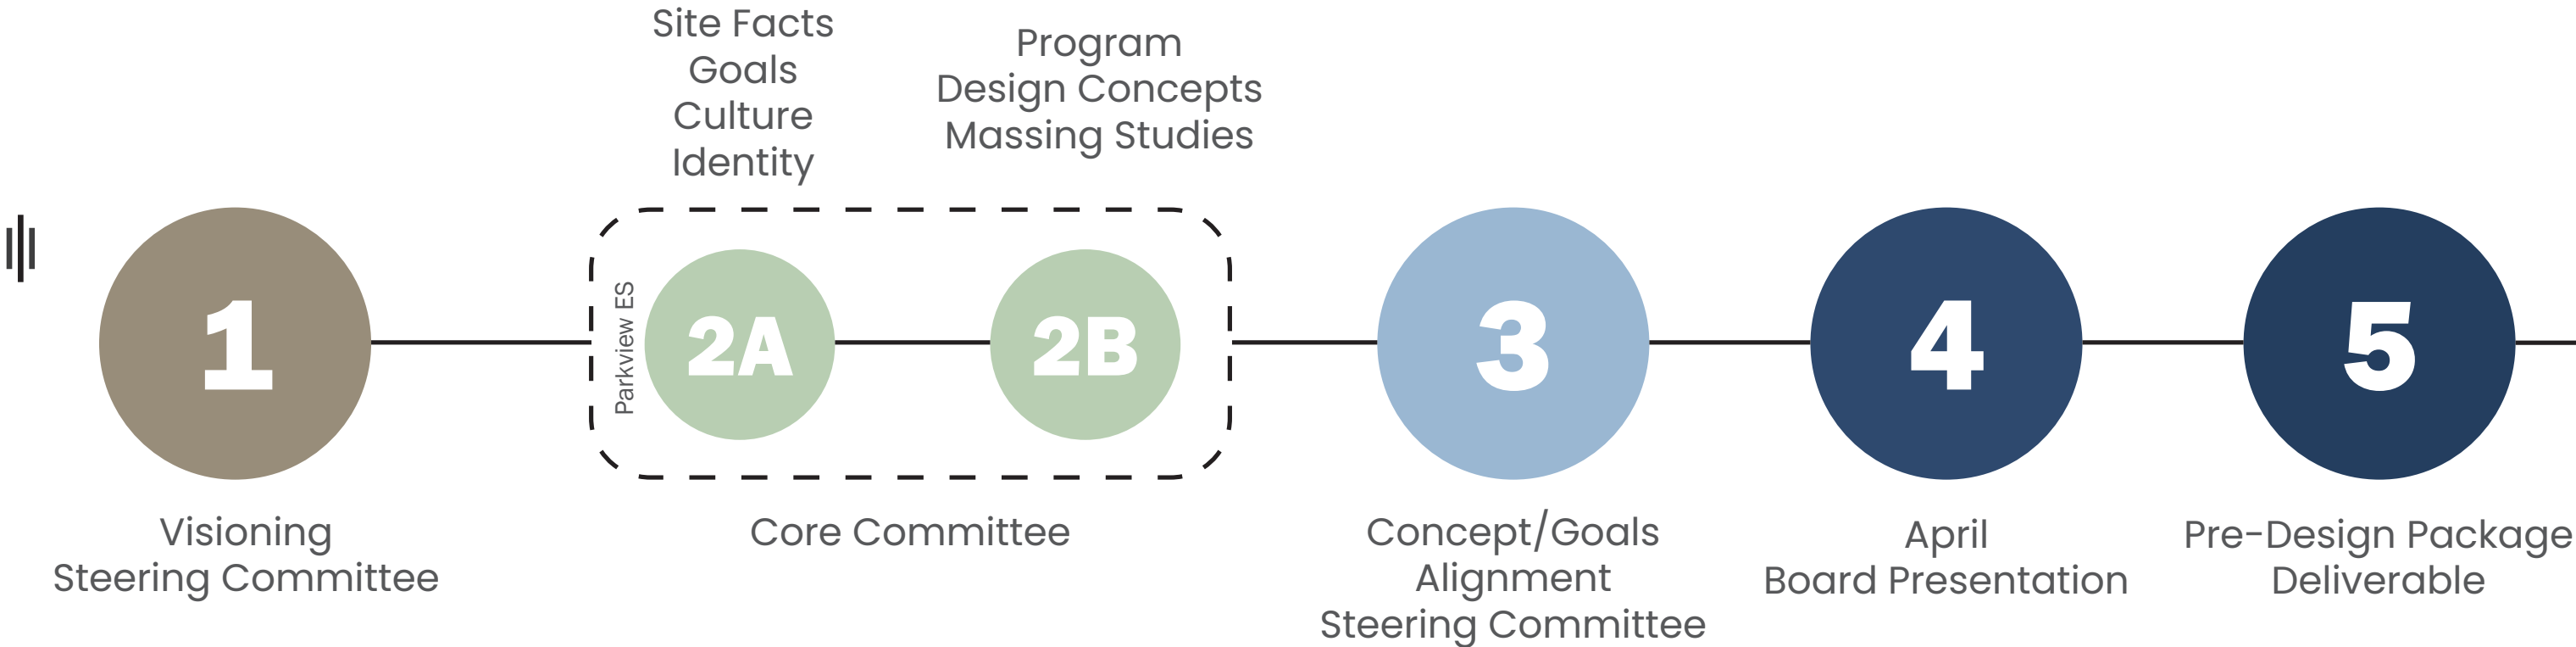 Site Facts
Goals
Culture
Identity
Program
Design Concepts
Massing Studies
1
Parkview ES
2A
2B
3
4
5
Visioning
Steering Committee
Core Committee
Concept/Goals
Alignment
Steering Committee
April
Board Presentation
Pre-Design Package
Deliverable